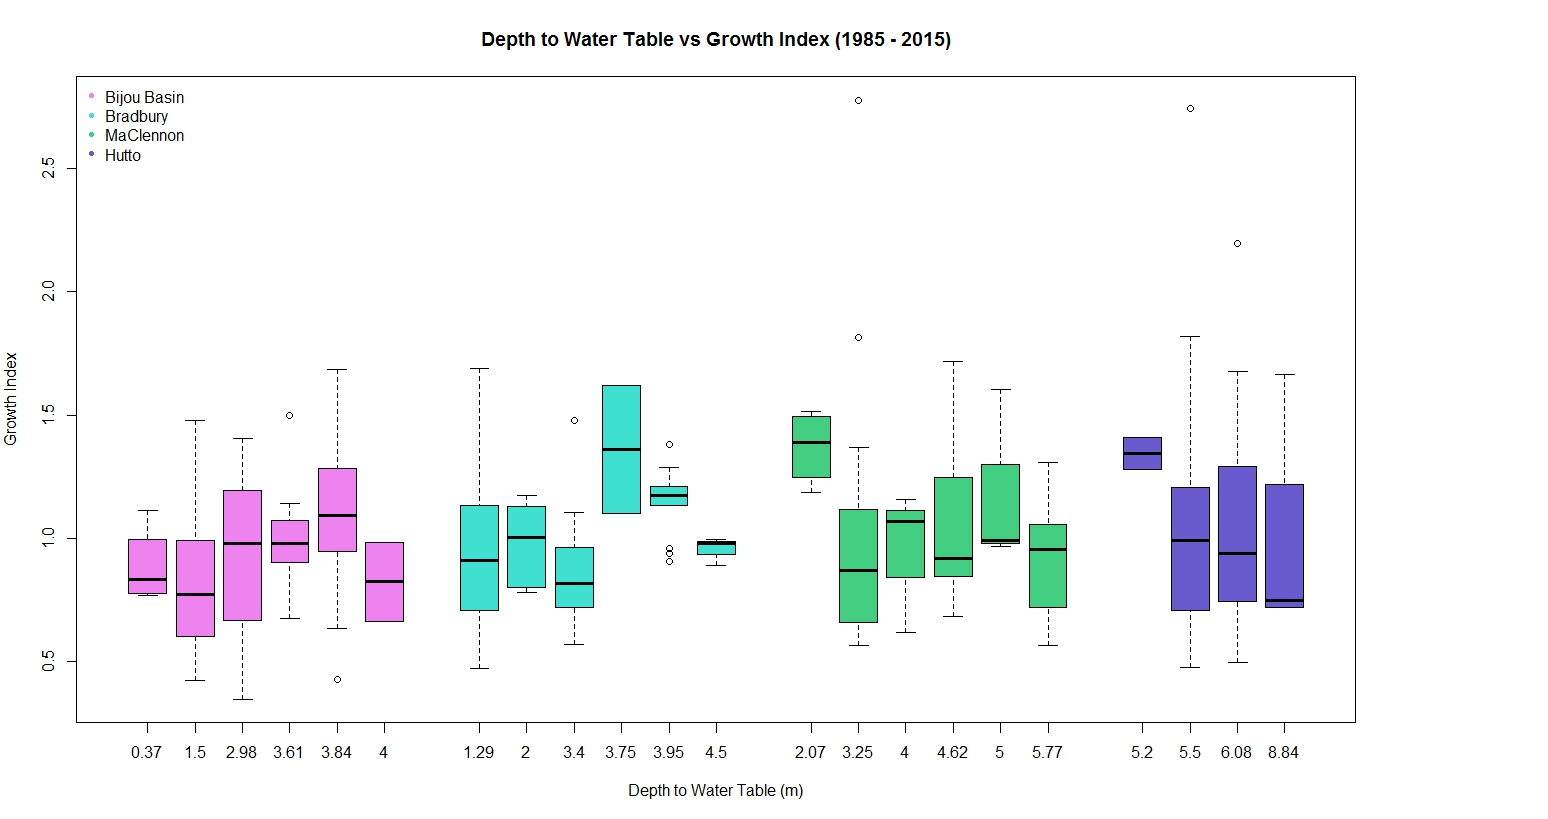 Depth to Water Table vs Growth Index (1985 - 2015)
Bijou Basin
Bradbury
MaClennon
Hutto
2.5
2.0
1.5
1.0
0.5
Growth Index
0.37 1.5 2.98 3.61 3.84 4 1.29 2 3.4 3.75 3.95 4.5 2.07 3.25 4 4.62 5 5.77 5.2 5.5 6.08 8.84
Depth to Water Table (m)